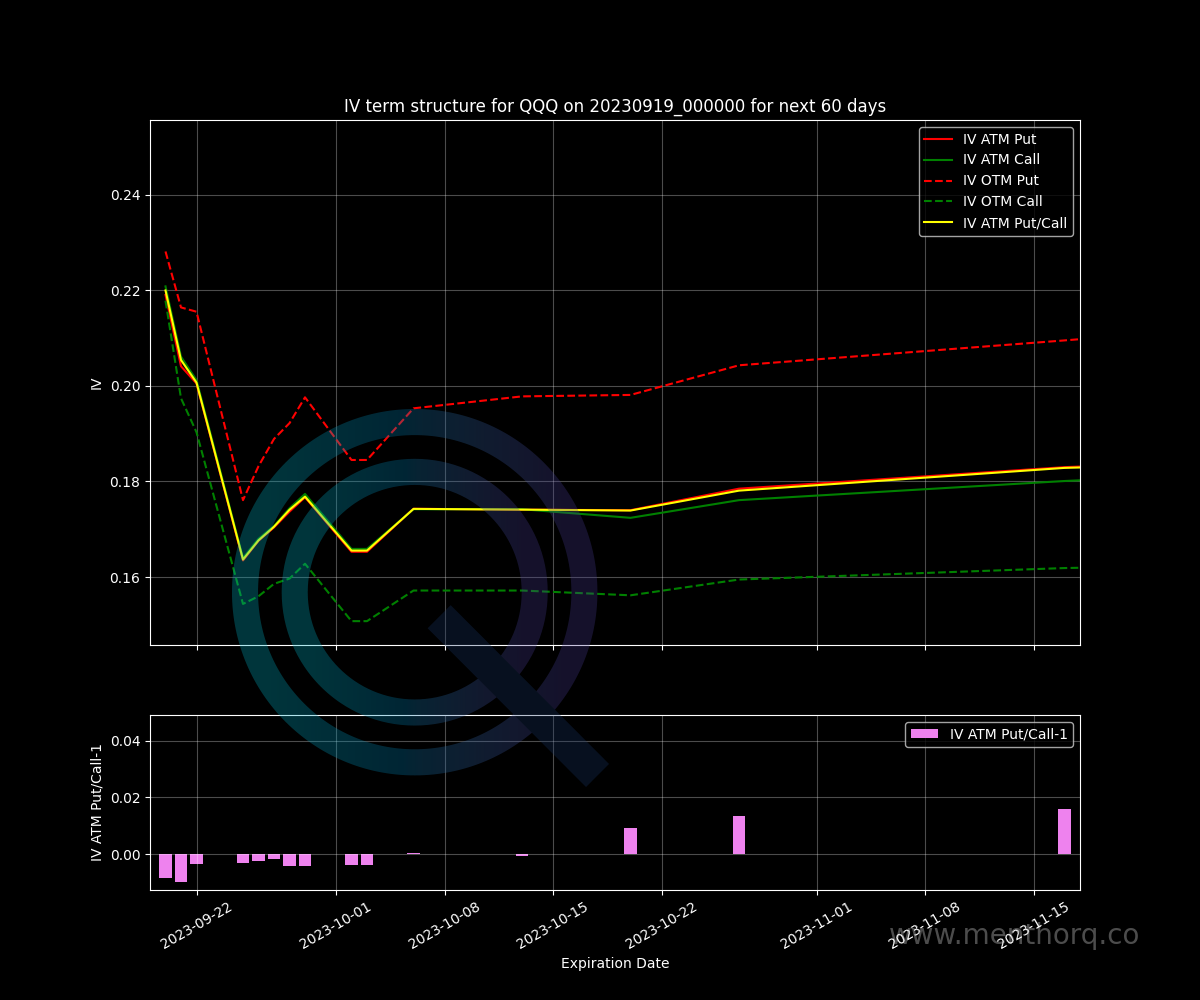 IV term structure for QQQ on 20230919_000000 for next 60 days
IV ATM Put
IV ATM Call
IV OTM Put
IV OTM Call
IV ATM Put/Call
0.24
0.22
0.20
0.18
0.16
IV
IV ATM Put/Call-1
0.04
0.02
0.00
IV ATM Put/Call-1
2023-09-22
2023-10-01
2023-10-08
2023-10-15
2023-10-22
2023-11-01
2023-11-08
2023-11-15
www.menthorq.co
Expiration Date